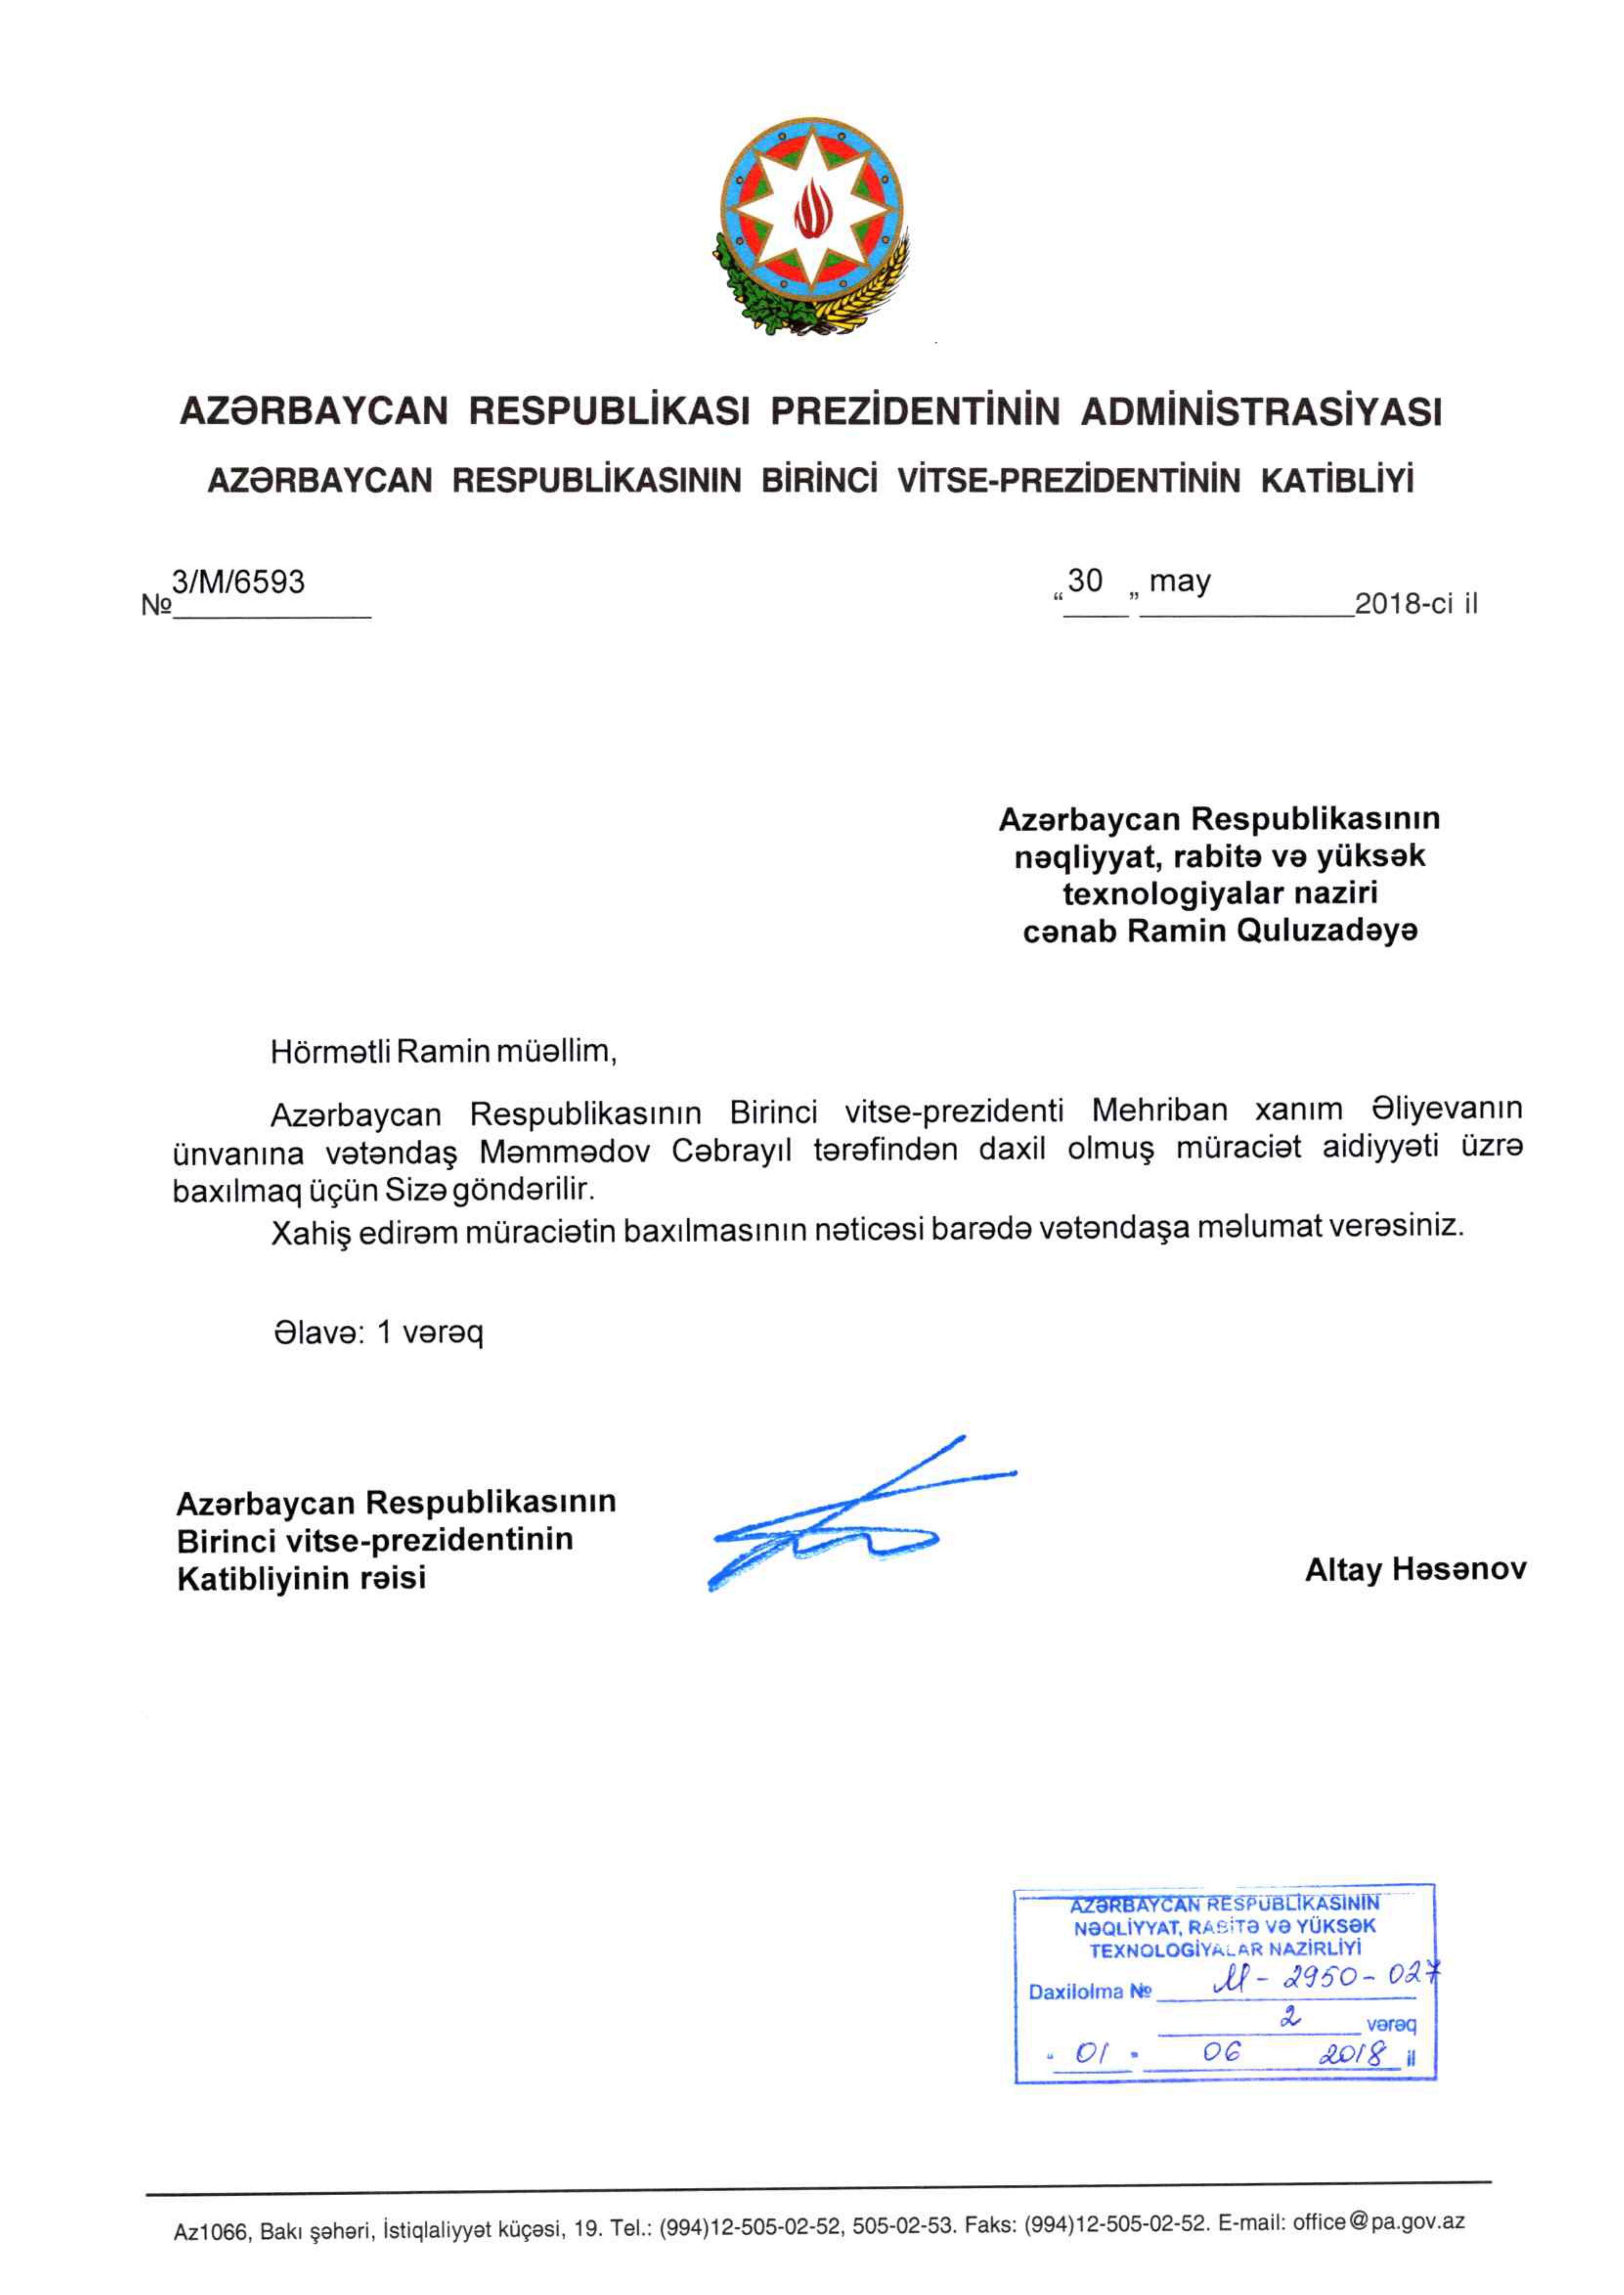 AZƏRBAYCAN RESPUBLİKASI PREZİDENTİNİN ADMİNİSTRASİYASI
AZƏRBAYCAN RESPUBLİKASININ BİRİNCİ VİTSE-PREZİDENTİNİN KATİBLİYİ
№ 3/M/6593 “ 30 „ may 2018-ci il
Azərbaycan Respublikasının
nəqliyyat, rabitə və yüksək
texnologiyalar naziri
cənab Ramin Quluzadəyə
Hörmətli Ramin müəllim,
Azərbaycan Respublikasının Birinci vitse-prezidenti Mehriban xanım Əliyevanın
ünvanına vətəndaş Məmmədov Cəbrayıl tərəfindən daxil olmuş müraciət aidiyyəti üzrə
baxılmaq üçün Sizə göndərilir.
Xahiş edirəm müraciətin baxılmasının nəticəsi barədə vətəndaşa məlumat verəsiniz.
Əlavə: 1 vərəq
Azərbaycan Respublikasının
Birinci vitse-prezidentinin
Katibliyinin rəisi
Altay Həsənov
AZƏRBAYCAN RESPUBLİKASININ
NƏQLİYYAT, RABİTƏ VƏ YÜKSƏK
TEXNOLOGİYALAR NAZİRLİYİ
Daxilolma № M-2950-027
2 vərəq
" 01 " 06 2018 il
Az1066, Bakı şəhəri, İstiqlaliyyət küçəsi, 19. Tel.: (994)12-505-02-52, 505-02-53. Faks: (994)12-505-02-52. E-mail: office@pa.gov.az